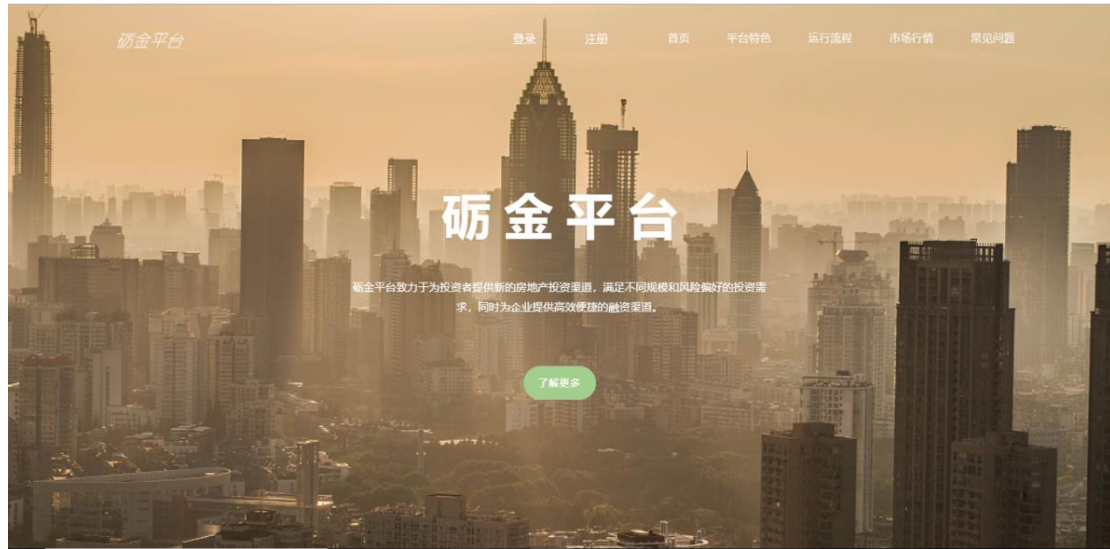 砺金平台
登录 注册 首页 平台特色 运行流程 市场行情 常见问题
砺金平台
砺金平台致力于为投资者提供新的房地产投资渠道，满足不同规模和风险偏好的投资需
求，同时为企业提供高效便捷的融资渠道。
了解更多